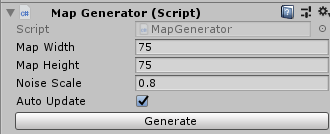 Map Generator (Script)
Script MapGenerator
Map Width 75
Map Height 75
Noise Scale 0.8
Auto Update
Generate